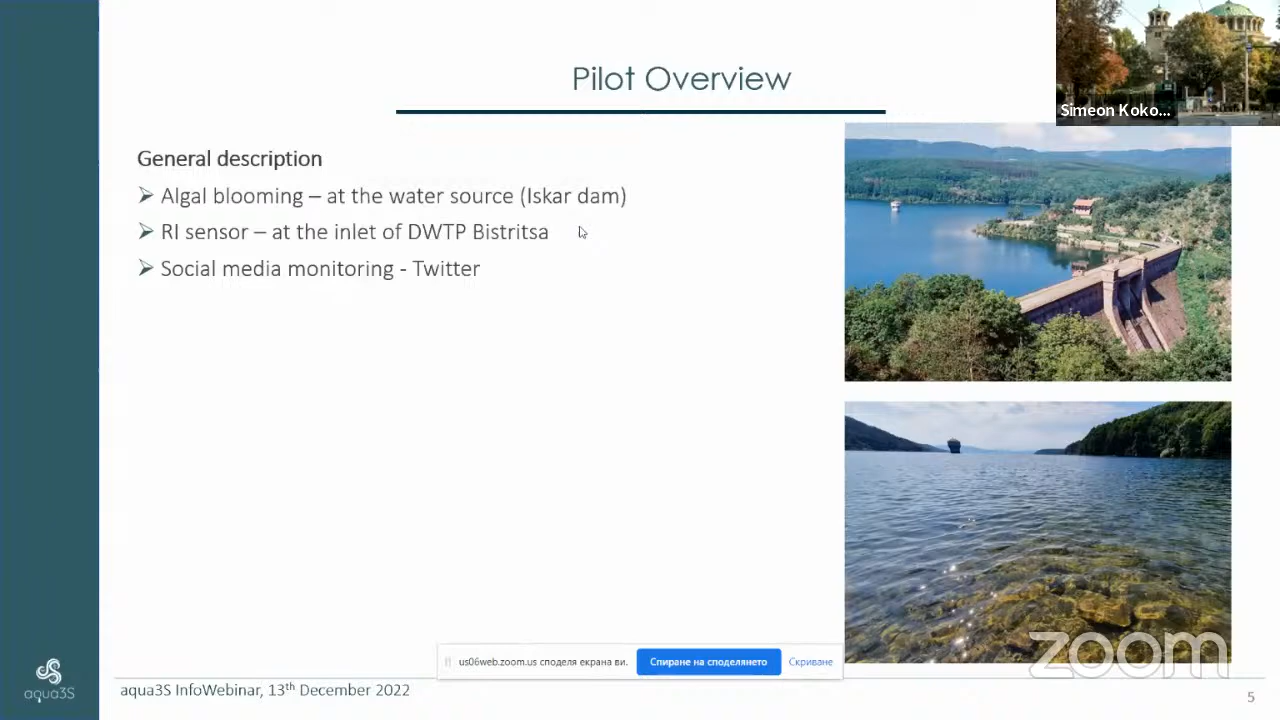 Pilot Overview
Simeon Koko...
General description
➢ Algal blooming – at the water source (Iskar dam)
➢ RI sensor – at the inlet of DWTP Bistritsa
➢ Social media monitoring - Twitter
zoom
us06web.zoom.us споделя екрана ви. Спиране на споделянето Скриване
aqua3S
aqua3S InfoWebinar, 13th December 2022
5